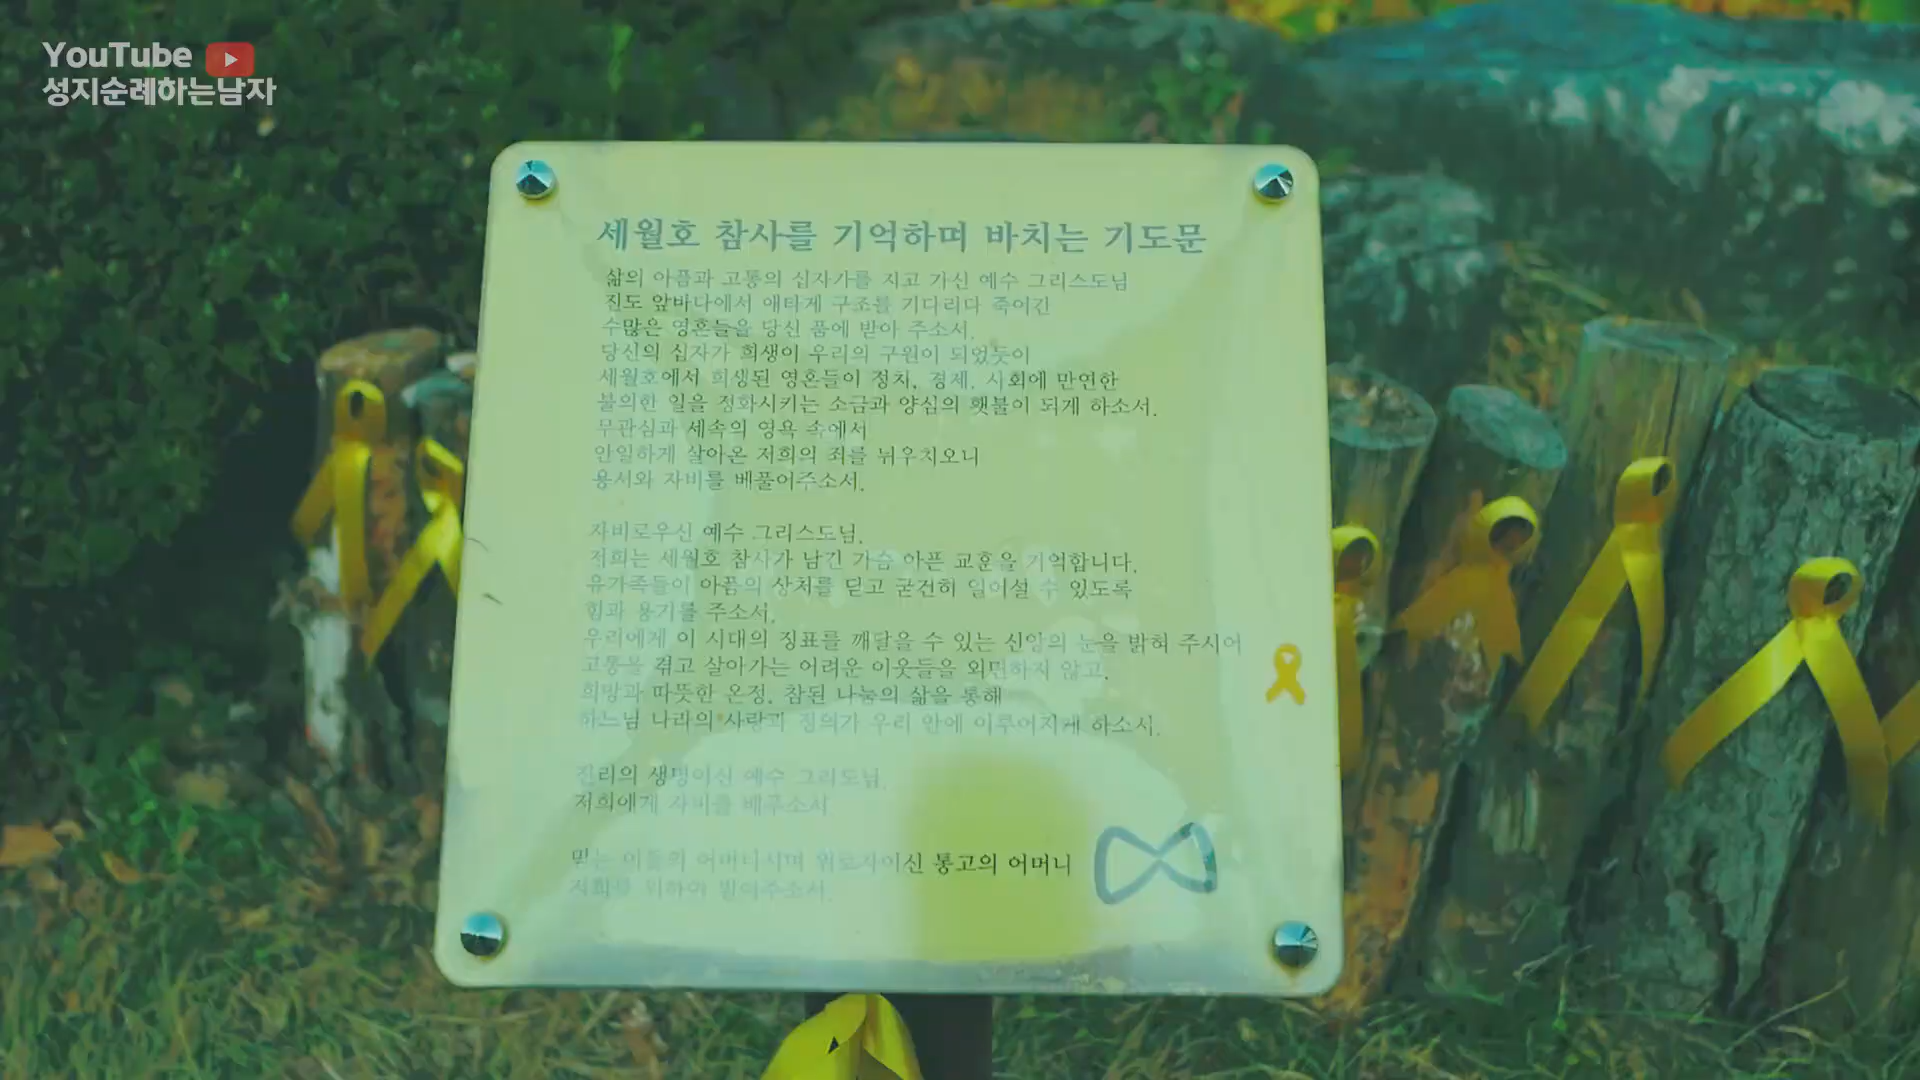 YouTube
성지순례하는남자
세월호 참사를 기억하며 바치는 기도문
삶의 아픔과 고통의 십자가를 지고 가신 예수 그리스도님
진도 앞바다에서 애타게 구조를 기다리다 죽어간
수많은 영혼들을 당신 품에 받아 주소서.
당신의 십자가 희생이 우리의 구원이 되었듯이
세월호에서 희생된 영혼들이 정치, 경제, 사회에 만연한
불의한 일을 정화시키는 소금과 양심의 횃불이 되게 하소서.
무관심과 세속의 영욕 속에서
안일하게 살아온 저희의 죄를 뉘우치오니
용서와 자비를 베풀어주소서.
자비로우신 예수 그리스도님.
저희는 세월호 참사가 남긴 가슴 아픈 교훈을 기억합니다.
유가족들이 아픔의 상처를 딛고 굳건히 일어설 수 있도록
힘과 용기를 주소서.
우리에게 이 시대의 징표를 깨달을 수 있는 신앙의 눈을 밝혀 주시어
고통을 겪고 살아가는 어려운 이웃들을 외면하지 않고,
희망과 따뜻한 온정, 참된 나눔의 삶을 통해
하느님 나라의 사랑과 정의가 우리 안에 이루어지게 하소서.
진리의 생명이신 예수 그리도님.
저희에게 자비를 베푸소서.
믿는 이들의 어머니시며 위로자이신 통고의 어머니
저희를 위하여 빌어주소서.